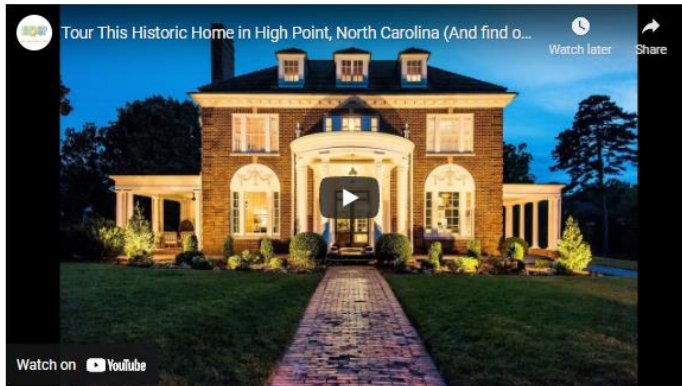 Tour This Historic Home in High Point, North Carolina (And find o...
Watch later
Share
Watch on YouTube